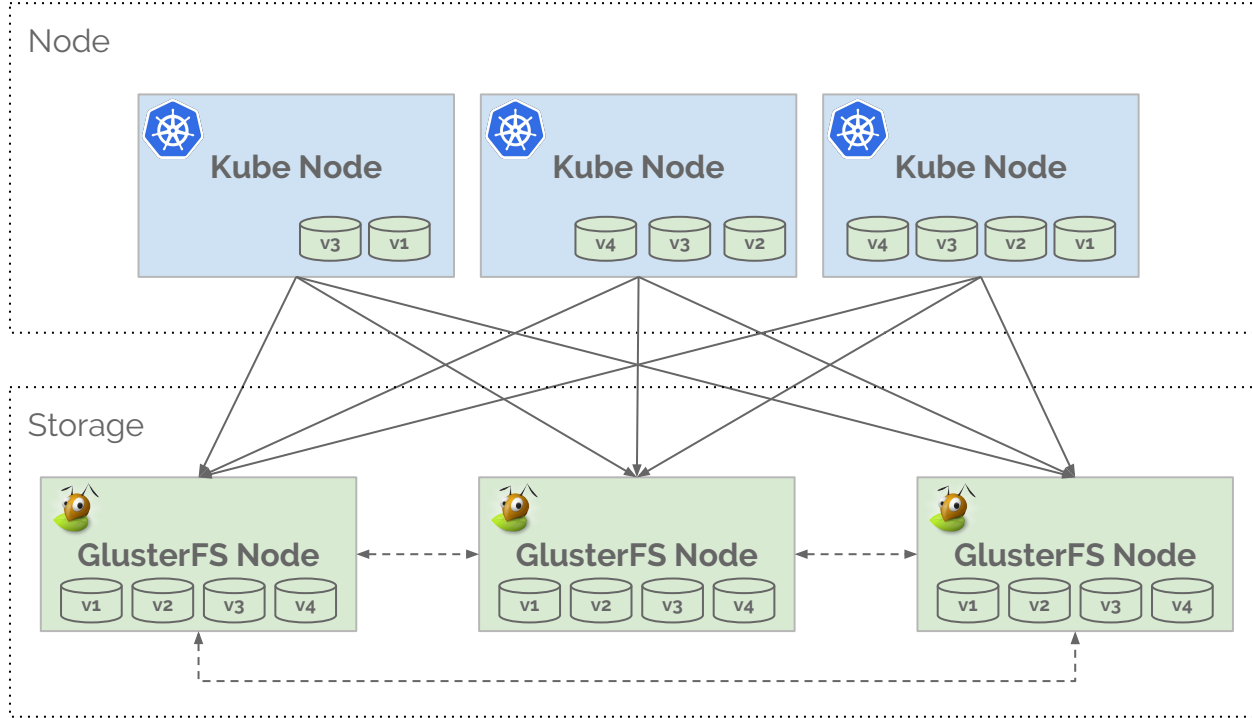 Node
Kube Node
v3 v1
Kube Node
v4 v3 v2
Kube Node
v4 v3 v2 v1
Storage
GlusterFS Node
v1 v2 v3 v4
GlusterFS Node
v1 v2 v3 v4
GlusterFS Node
v1 v2 v3 v4